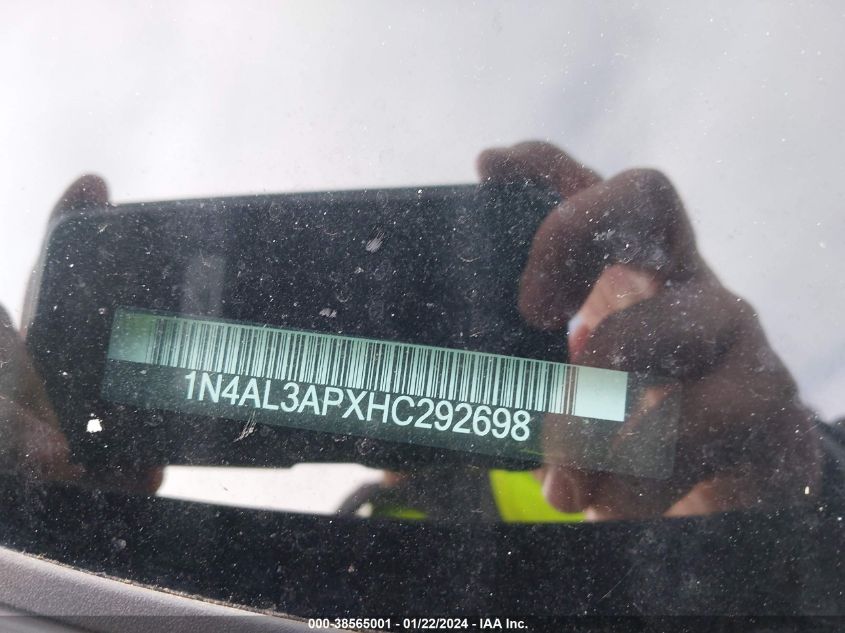 1N4AL3APXHC292698
000-38565001 - 01/22/2024 - IAA Inc.